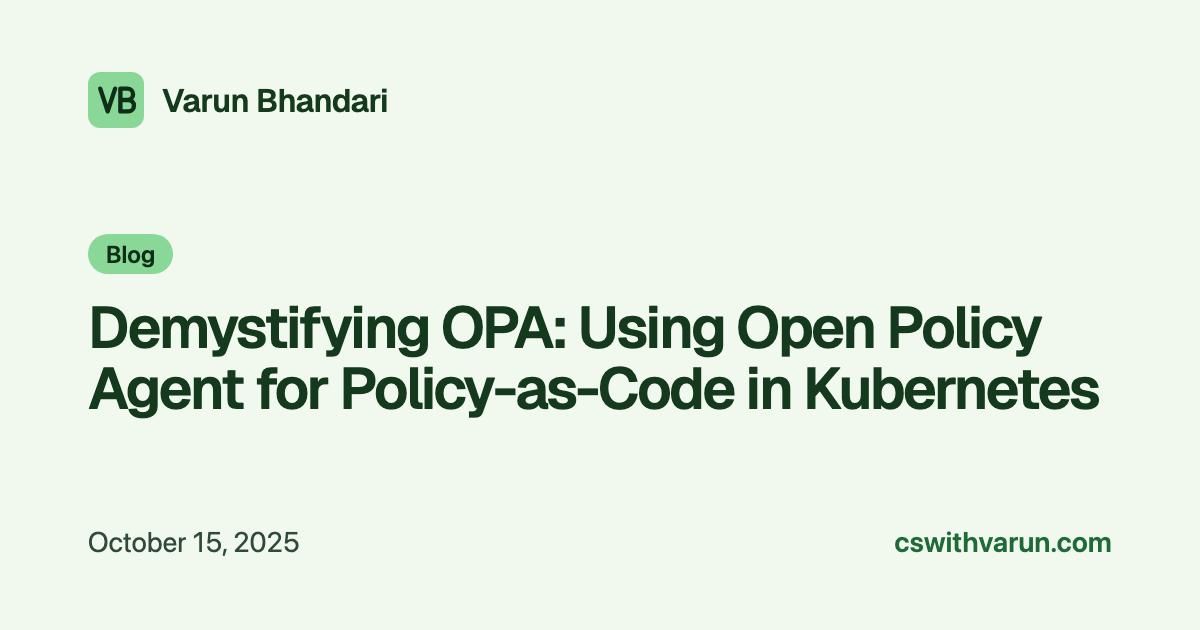 VB
Varun Bhandari
Blog
Demystifying OPA: Using Open Policy
Agent for Policy-as-Code in Kubernetes
October 15, 2025
cswithvarun.com